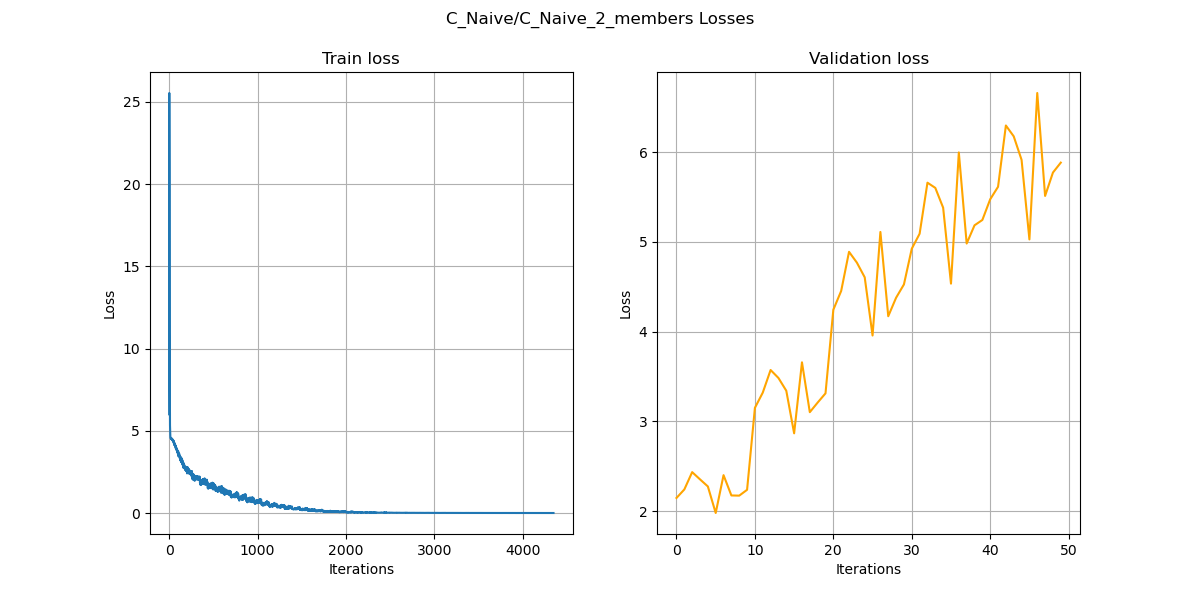 C_Naive/C_Naive_2_members Losses
Train loss
25
20
15
10
5
0
Loss
0 1000 2000 3000 4000
Iterations
Validation loss
6
5
4
3
2
Loss
0 10 20 30 40 50
Iterations